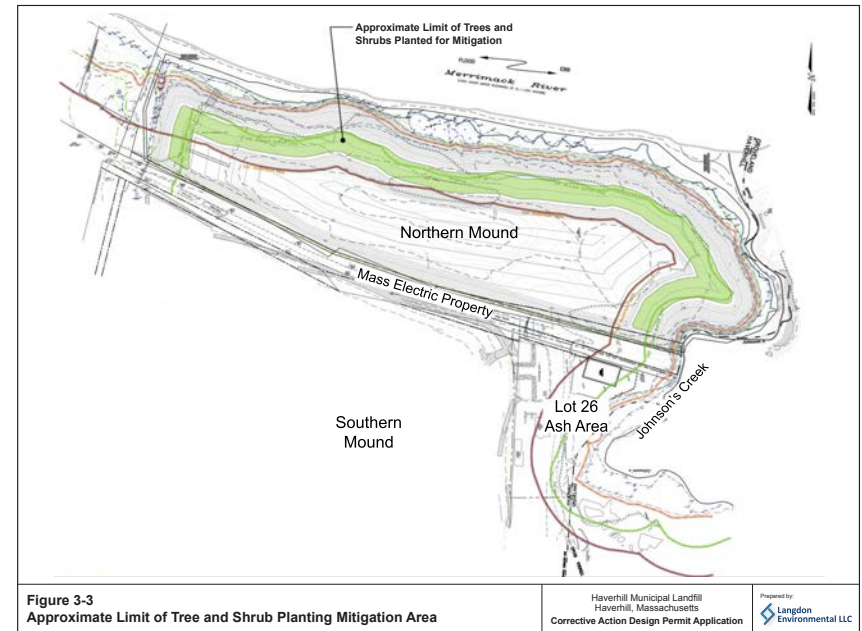 Approximate Limit of Trees and
Shrubs Planted for Mitigation
FLOOD
EBB
Merrimack River
Northern Mound
Mass Electric Property
Southern
Mound
Lot 26
Ash Area
Johnson's Creek
Figure 3-3
Approximate Limit of Tree and Shrub Planting Mitigation Area
Haverhill Municipal Landfill
Haverhill, Massachusetts
Corrective Action Design Permit Application
Prepared by:
Langdon
Environmental LLC